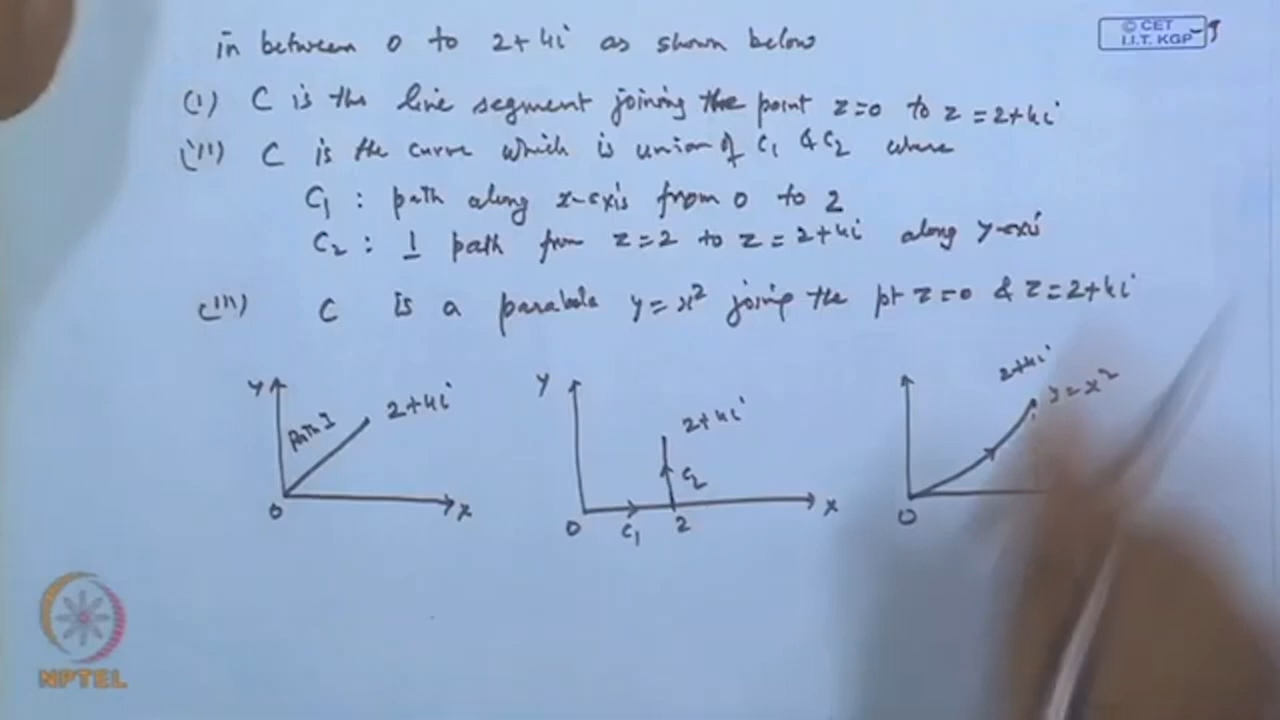 in between 0 to 2+4i as shown below
© CET
I.I.T. KGP
(i) C is the line segment joining the point z=0 to z=2+4i
(ii) C is the curve which is union of C1 & C2 where
C1 : path along x-axis from 0 to 2
C2 : 1 path from z=2 to z=2+4i along y-axis
(iii) C is a parabola y=x² joining the pt z=0 & z=2+4i
y
Path I
2+4i
0
x
y
2+4i
C2
0
C1
2
x
2+4i
y=x²
0
NPTEL